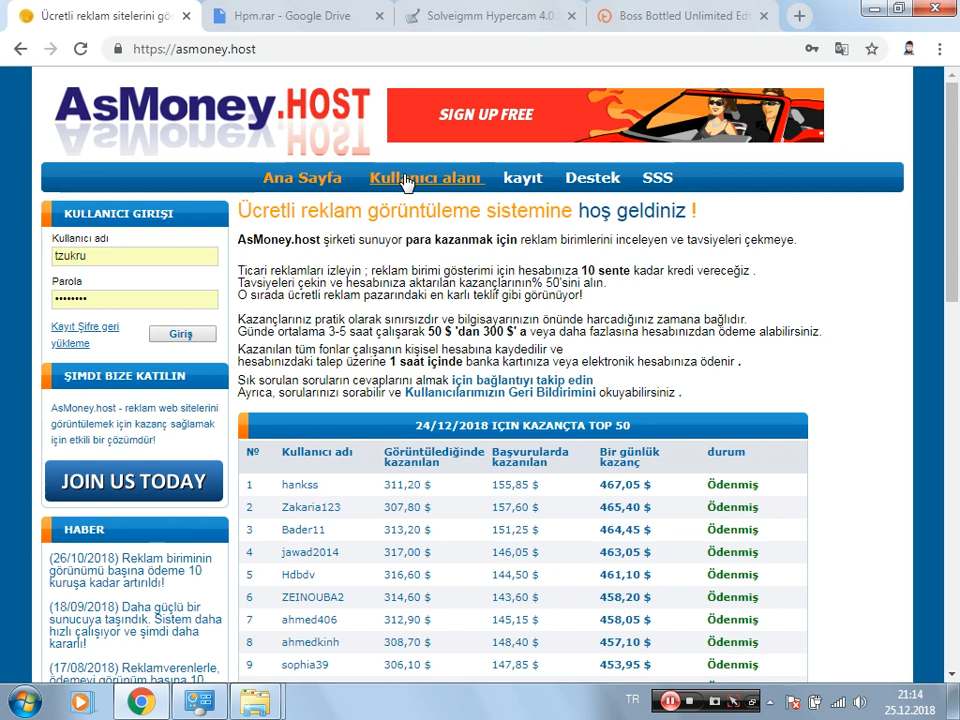 Ücretli reklam sitelerini gö
Hpm.rar - Google Drive
Solveigmm Hypercam 4.0.
Boss Bottled Unlimited Ed
https://asmoney.host
AsMoney.HOST
SIGN UP FREE
Ana Sayfa
Kullanıcı alanı
kayıt
Destek
SSS
KULLANICI GIRIŞI
Kullanıcı adı
tzukru
Parola
••••••••
Kayıt Şifre geri
yükleme
Giriş
ŞIMDI BIZE KATILIN
AsMoney.host - reklam web sitelerini
görüntülemek için kazanç sağlamak
için etkili bir çözümdür!
JOIN US TODAY
HABER
(26/10/2018) Reklam biriminin
görünümü başına ödeme 10
kuruşa kadar artırıldı!
(18/09/2018) Daha güçlü bir
sunucuya taşındık. Sistem daha
hızlı çalışıyor ve şimdi daha
kararlı!
(17/08/2018) Reklamverenlerle,
ödemeyi görünüm başına 10
Ücretli reklam görüntüleme sistemine hoş geldiniz !
AsMoney.host şirketi sunuyor para kazanmak için reklam birimlerini inceleyen ve tavsiyeleri çekmeye.
Ticari reklamları izleyin ; reklam birimi gösterimi için hesabınıza 10 sente kadar kredi vereceğiz .
Tavsiyeleri çekin ve hesabınıza aktarılan kazançlarının% 50'sini alın.
O sırada ücretli reklam pazarındaki en karlı teklif gibi görünüyor!
Kazançlarınız pratik olarak sınırsızdır ve bilgisayarınızın önünde harcadığınız zamana bağlıdır.
Günde ortalama 3-5 saat çalışarak 50 $ 'dan 300 $' a veya daha fazlasına hesabınızdan ödeme alabilirsiniz.
Kazanılan tüm fonlar çalışanın kişisel hesabına kaydedilir ve
hesabınızdaki talep üzerine 1 saat içinde banka kartınıza veya elektronik hesabınıza ödenir .
Sık sorulan soruların cevaplarını almak için bağlantıyı takip edin
Ayrıca, sorularınızı sorabilir ve Kullanıcılarımızın Geri Bildirimini okuyabilirsiniz .
24/12/2018 IÇIN KAZANÇTA TOP 50
№ Kullanıcı adı Görüntülediğinde kazanılan Başvurularda kazanılan Bir günlük kazanç durum
1 hankss 311,20 $ 155,85 $ 467,05 $ Ödenmiş
2 Zakaria123 307,80 $ 157,60 $ 465,40 $ Ödenmiş
3 Bader11 313,20 $ 151,25 $ 464,45 $ Ödenmiş
4 jawad2014 317,00 $ 146,05 $ 463,05 $ Ödenmiş
5 Hdbdv 316,60 $ 144,50 $ 461,10 $ Ödenmiş
6 ZEINOUBA2 314,60 $ 143,60 $ 458,20 $ Ödenmiş
7 ahmed406 312,90 $ 145,15 $ 458,05 $ Ödenmiş
8 ahmedkinh 308,70 $ 148,40 $ 457,10 $ Ödenmiş
9 sophia39 306,10 $ 147,85 $ 453,95 $ Ödenmiş
TR
21:14
25.12.2018